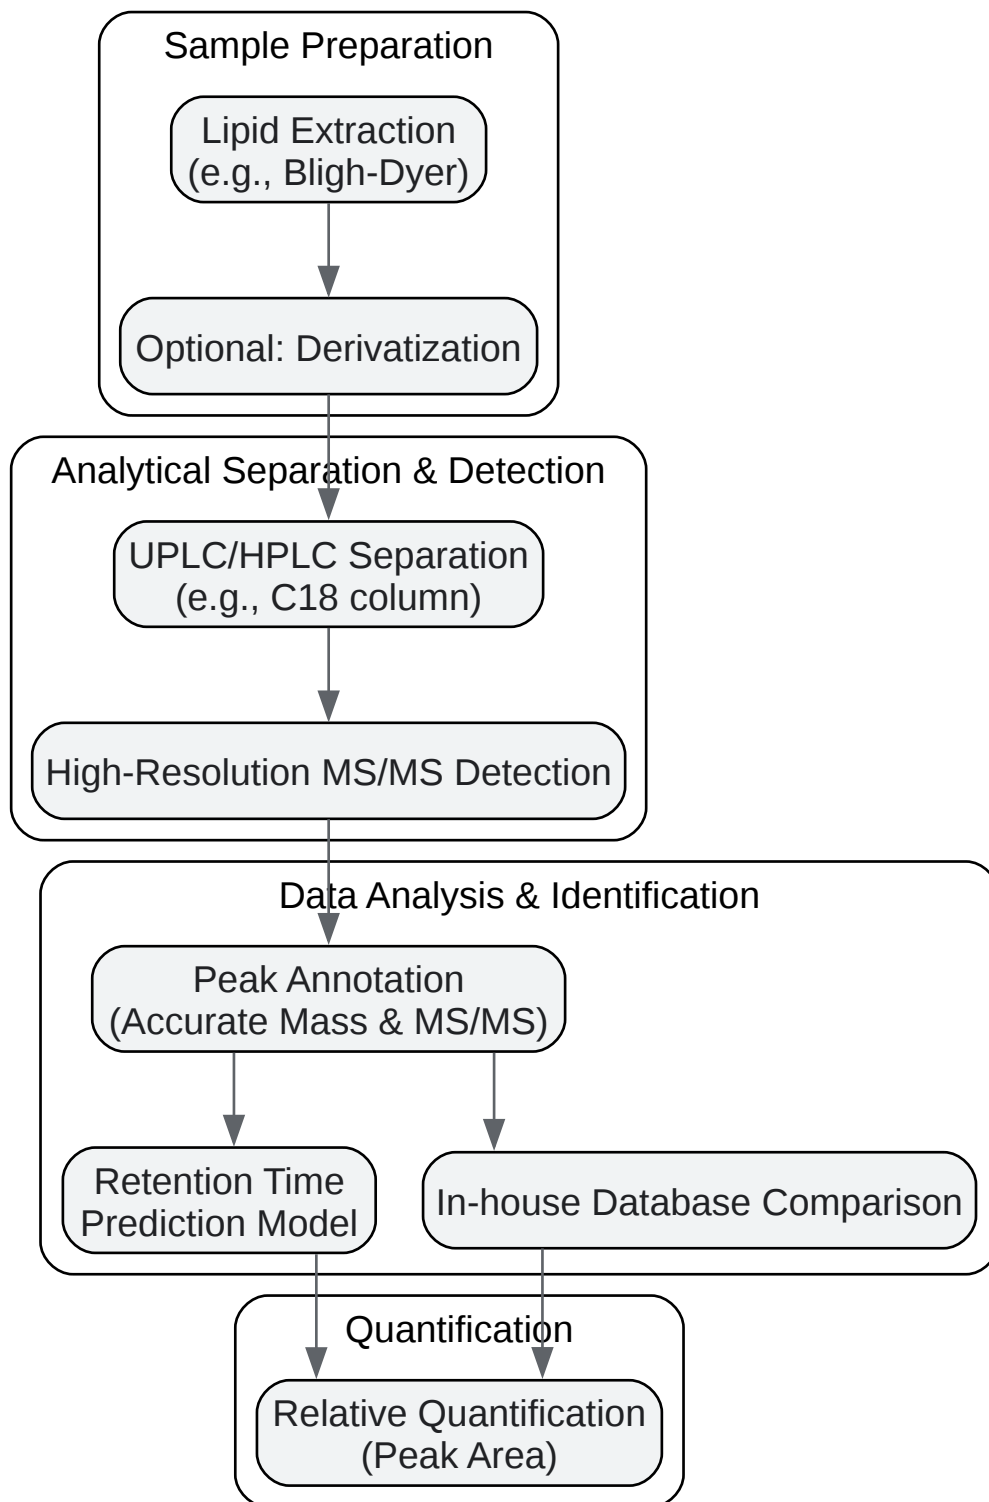 Sample Preparation
Lipid Extraction
(e.g., Bligh-Dyer)
Optional: Derivatization
Analytical Separation & Detection
UPLC/HPLC Separation
(e.g., C18 column)
High-Resolution MS/MS Detection
Data Analysis & Identification
Peak Annotation
(Accurate Mass & MS/MS)
Retention Time
Prediction Model
In-house Database Comparison
Quantification
Relative Quantification
(Peak Area)